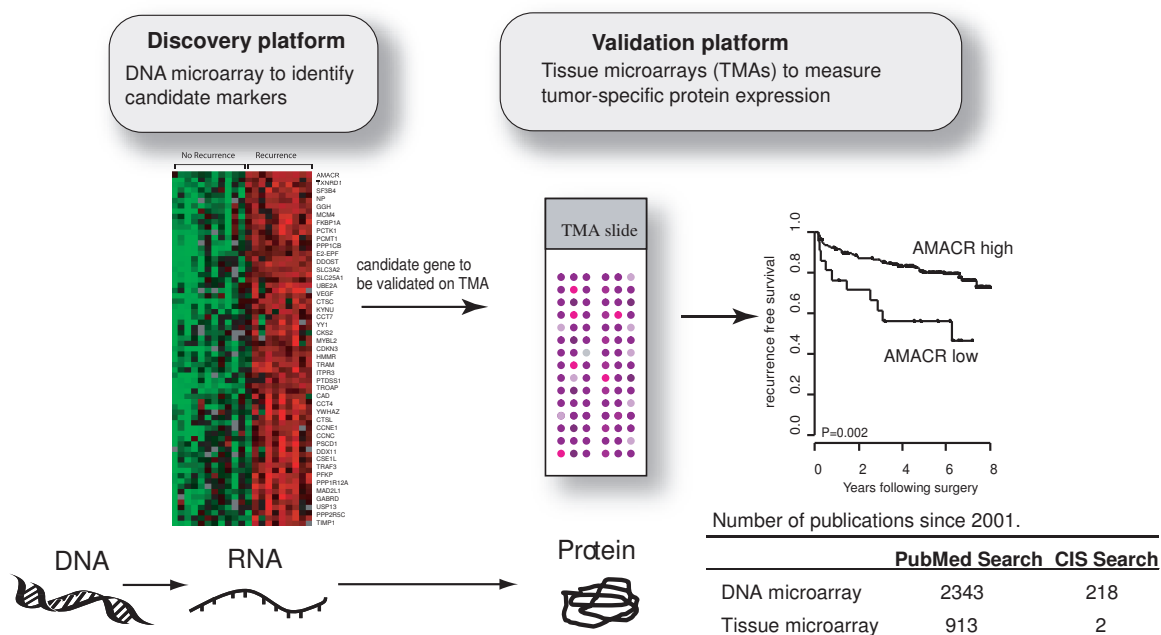 Discovery platform
DNA microarray to identify
candidate markers
Validation platform
Tissue microarrays (TMAs) to measure
tumor-specific protein expression
No Recurrence
Recurrence
AMACR
TXNRD1
SF3B4
NP
GGH
MCM4
FKBP1A
PCTK1
PCMT1
PPP1CB
E2-EPF
DDOST
SLC3A2
SLC25A1
UBE2A
VEGF
CTSC
KYNU
CCT7
YY1
CKS2
MYBL2
CDKN3
HMMR
TRAM
ITPR3
PTDSS1
TROAP
CAD
CCT4
YWHAZ
CTSL
CCNE1
CCNC
PSCD1
DDX11
CSE1L
TRAF3
PFKP
PPP1R12A
MAD2L1
GABRD
USP13
PPP2R5C
TIMP1
candidate gene to
be validated on TMA
TMA slide
recurrence free survival
1.0
0.8
0.6
0.4
0.2
0.0
AMACR high
AMACR low
P=0.002
0 2 4 6 8
Years following surgery
DNA
RNA
Protein
Number of publications since 2001.
PubMed Search CIS Search
DNA microarray 2343 218
Tissue microarray 913 2